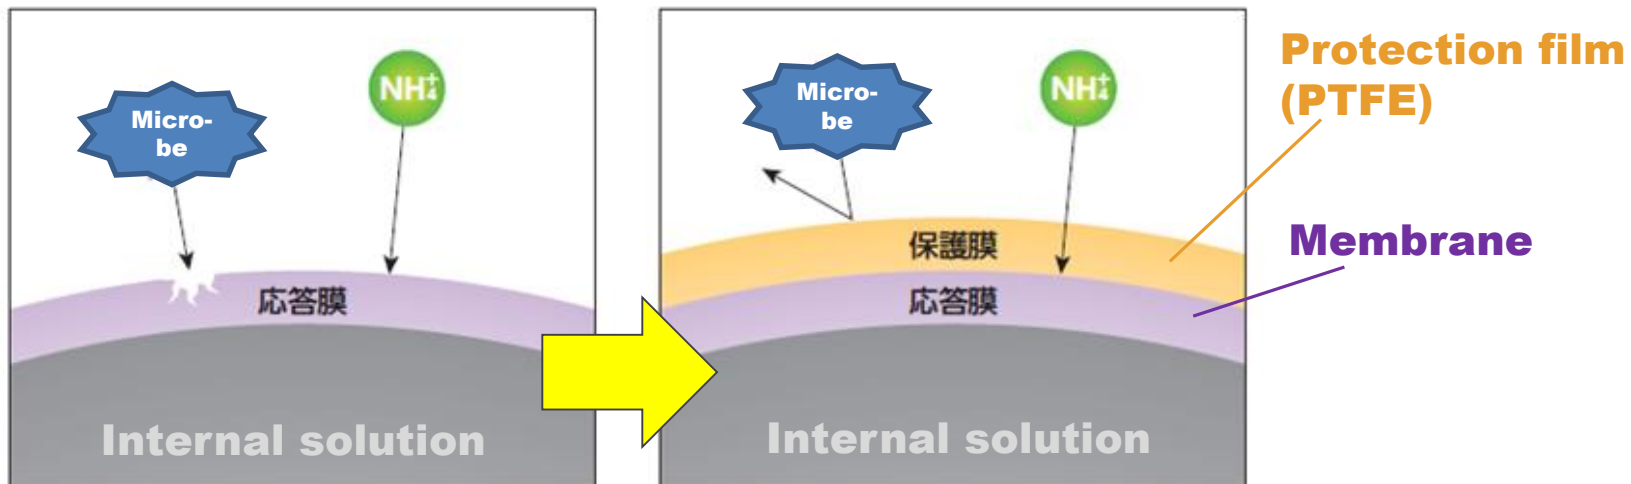 Micro-
be
NH₄⁺
応答膜
Internal solution
Micro-
be
NH₄⁺
保護膜
応答膜
Internal solution
Protection film
(PTFE)
Membrane